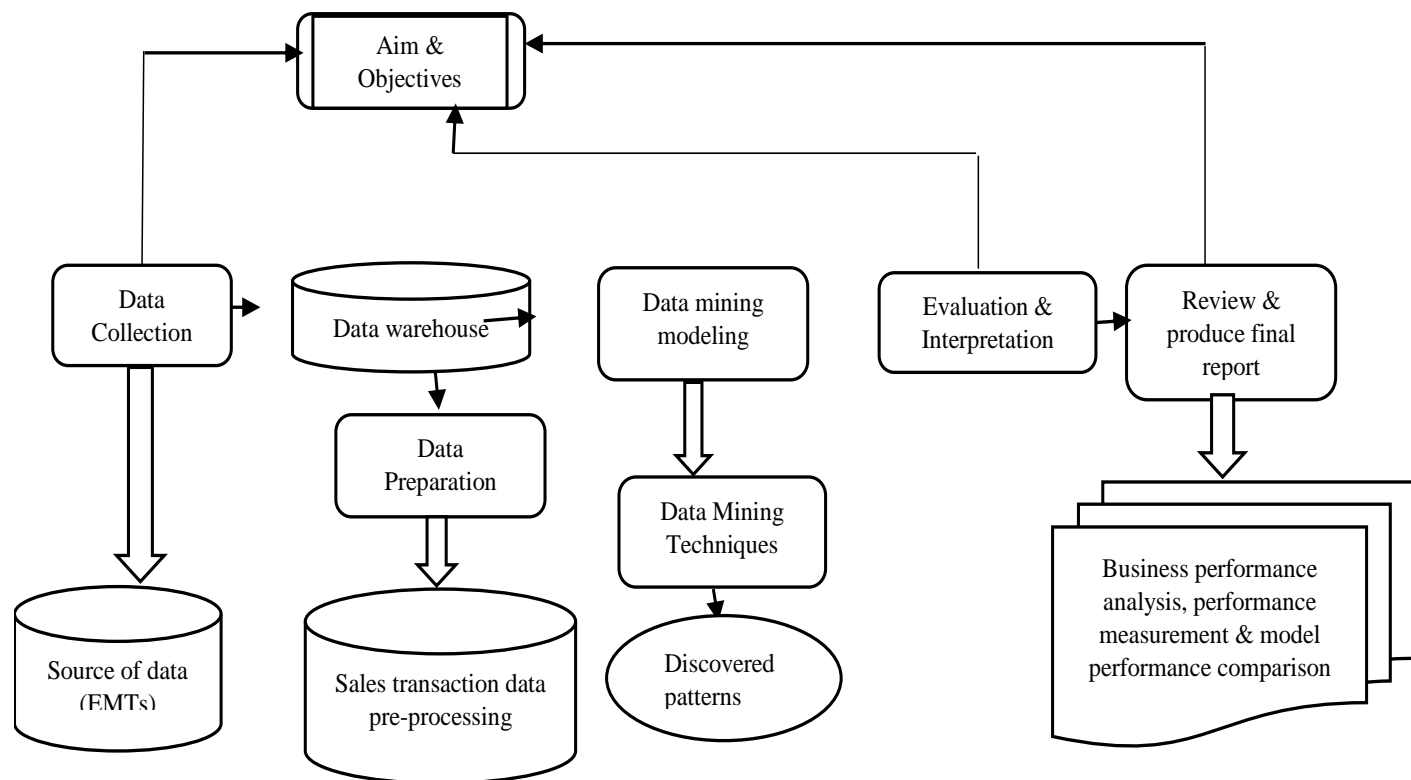 Aim &
Objectives
Data
Collection
Data warehouse
Data mining
modeling
Evaluation &
Interpretation
Review &
produce final
report
Data
Preparation
Data Mining
Techniques
Source of data
(EMTs)
Sales transaction data
pre-processing
Discovered
patterns
Business performance
analysis, performance
measurement & model
performance comparison